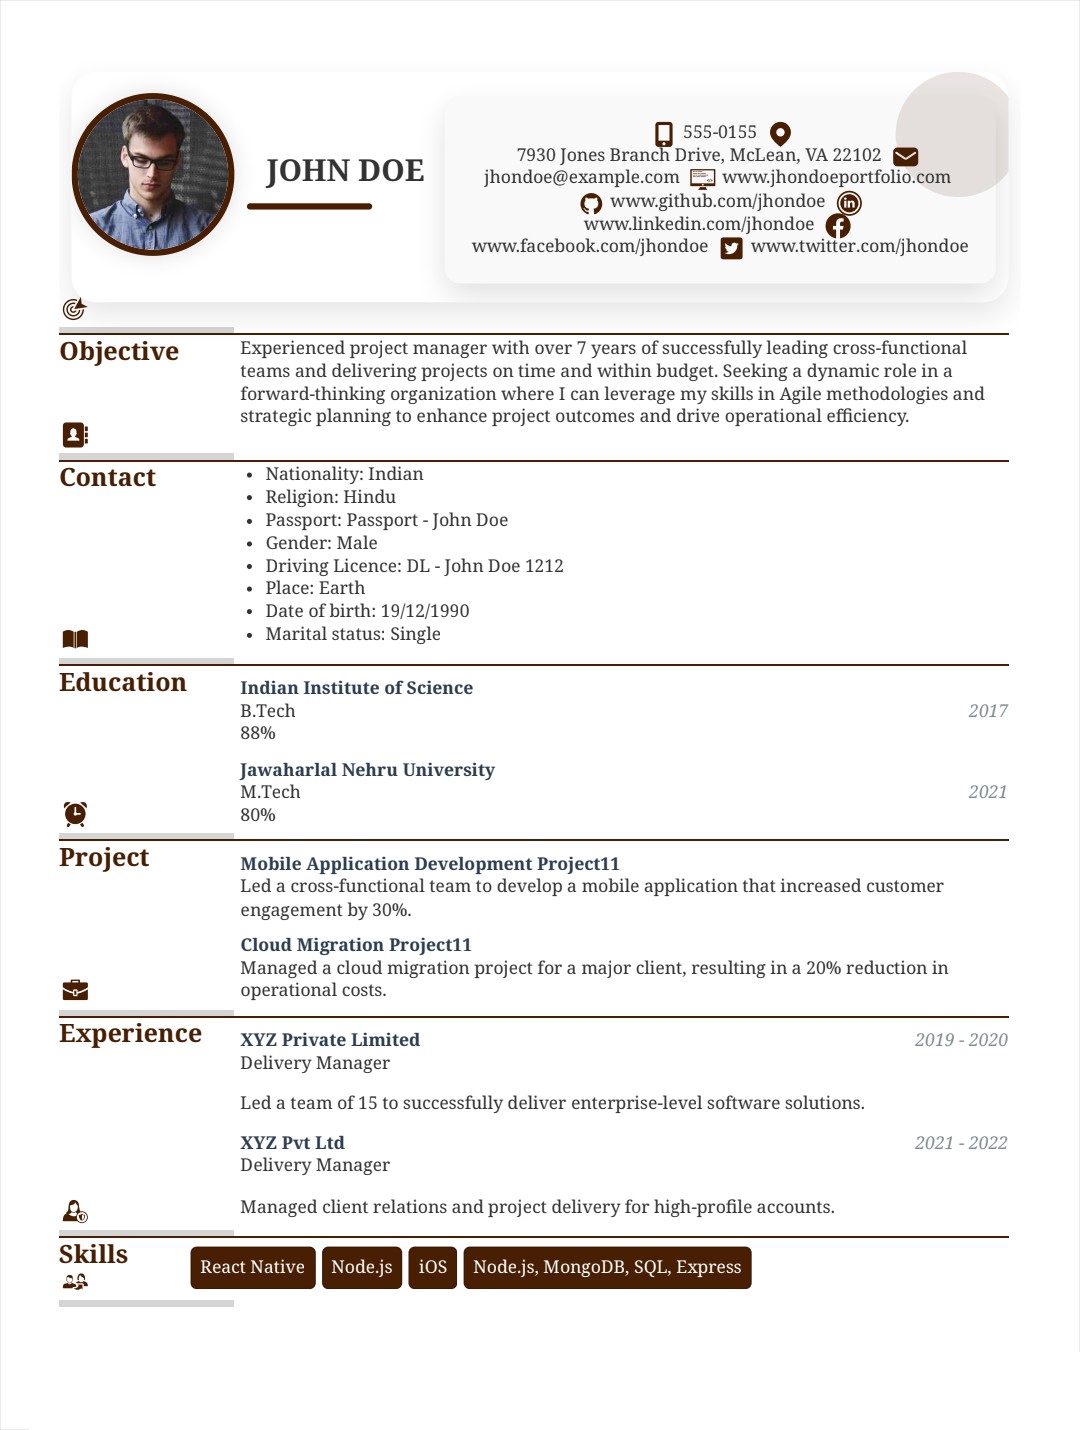 JOHN DOE
555-0155
7930 Jones Branch Drive, McLean, VA 22102
jhondoe@example.com www.jhondoeportfolio.com
www.github.com/jhondoe
www.linkedin.com/jhondoe
www.facebook.com/jhondoe www.twitter.com/jhondoe
Objective
Experienced project manager with over 7 years of successfully leading cross-functional
teams and delivering projects on time and within budget. Seeking a dynamic role in a
forward-thinking organization where I can leverage my skills in Agile methodologies and
strategic planning to enhance project outcomes and drive operational efficiency.
Contact
• Nationality: Indian
• Religion: Hindu
• Passport: Passport - John Doe
• Gender: Male
• Driving Licence: DL - John Doe 1212
• Place: Earth
• Date of birth: 19/12/1990
• Marital status: Single
Education
Indian Institute of Science
B.Tech 2017
88%
Jawaharlal Nehru University
M.Tech 2021
80%
Project
Mobile Application Development Project11
Led a cross-functional team to develop a mobile application that increased customer
engagement by 30%.
Cloud Migration Project11
Managed a cloud migration project for a major client, resulting in a 20% reduction in
operational costs.
Experience
XYZ Private Limited 2019 - 2020
Delivery Manager
Led a team of 15 to successfully deliver enterprise-level software solutions.
XYZ Pvt Ltd 2021 - 2022
Delivery Manager
Managed client relations and project delivery for high-profile accounts.
Skills
React Native Node.js iOS Node.js, MongoDB, SQL, Express